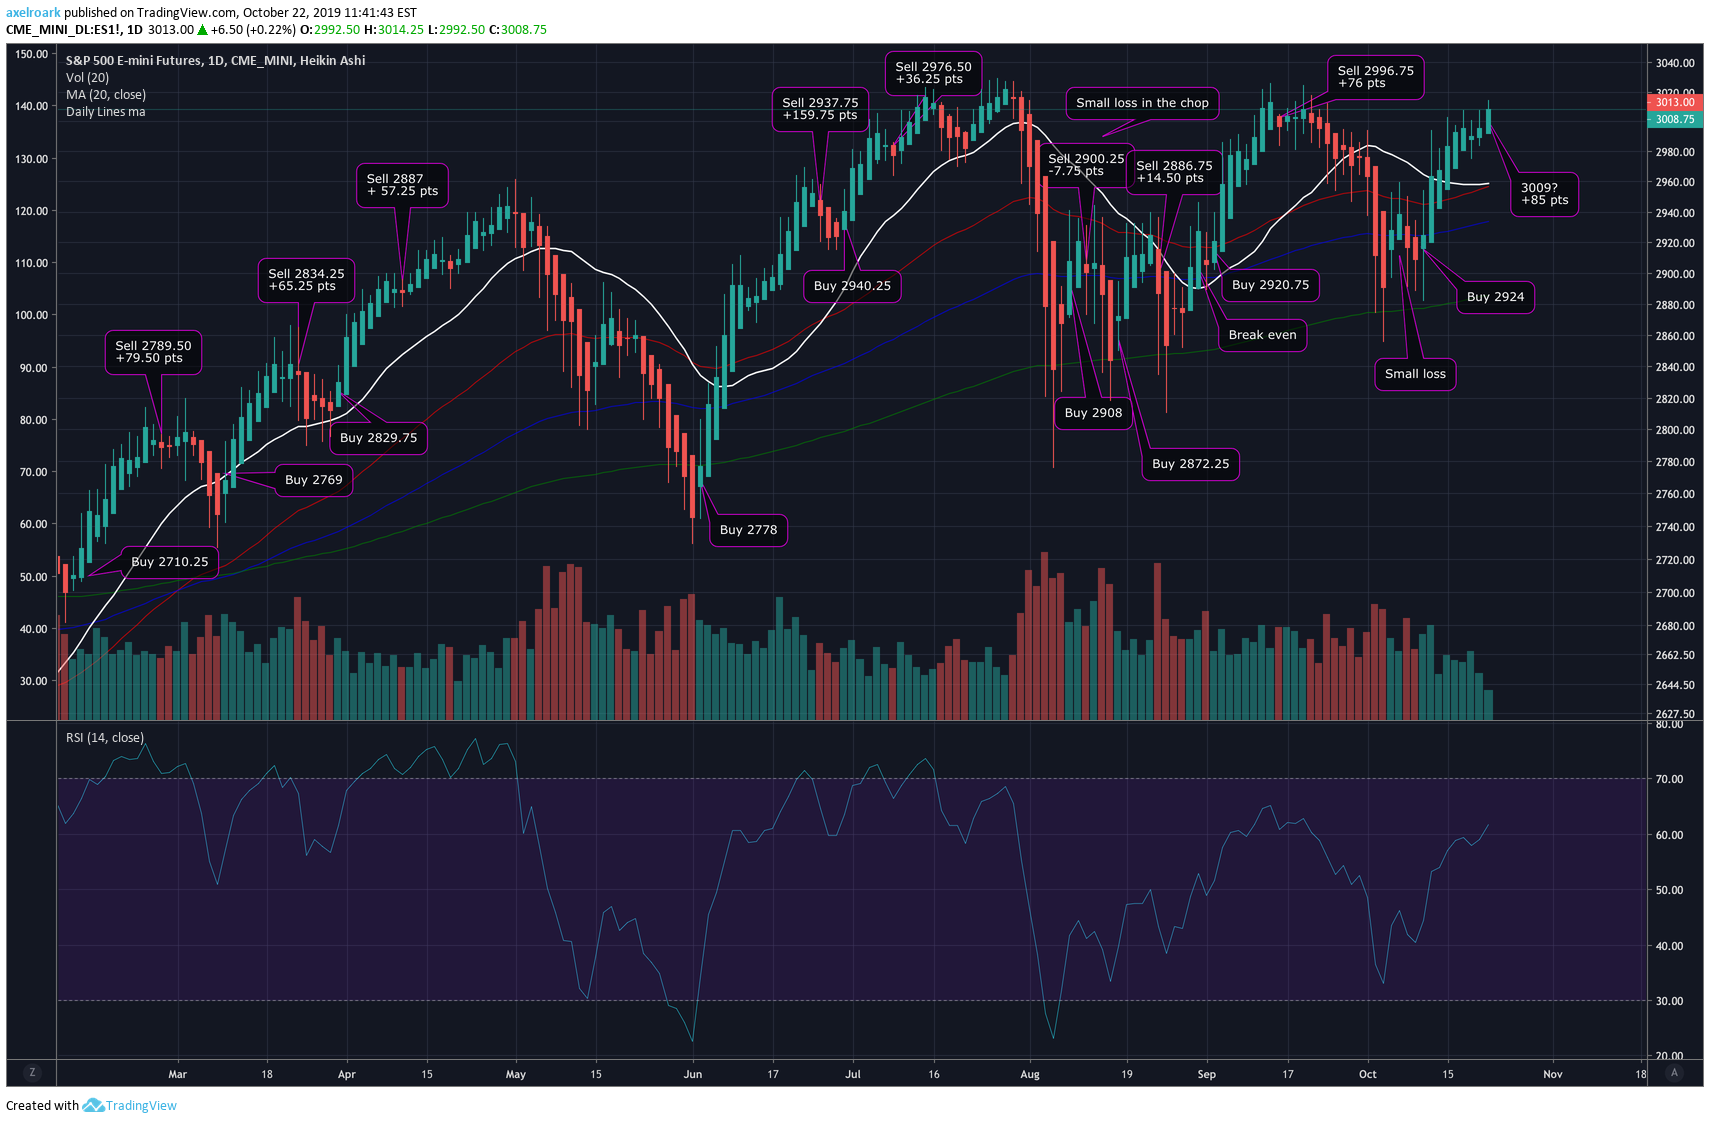 axelroark published on TradingView.com, October 22, 2019 11:41:43 EST
CME_MINI_DL:ES1!, 1D 3013.00 ▲ +6.50 (+0.22%) O:2992.50 H:3014.25 L:2992.50 C:3008.75
S&P 500 E-mini Futures, 1D, CME_MINI, Heikin Ashi
Vol (20)
MA (20, close)
Daily Lines ma
150.00
140.00
130.00
120.00
110.00
100.00
90.00
80.00
70.00
60.00
50.00
40.00
30.00
Buy 2710.25
Sell 2789.50
+79.50 pts
Buy 2769
Sell 2834.25
+65.25 pts
Buy 2829.75
Sell 2887
+ 57.25 pts
Buy 2778
Sell 2937.75
+159.75 pts
Buy 2940.25
Sell 2976.50
+36.25 pts
Small loss in the chop
Sell 2900.25
-7.75 pts
Sell 2886.75
+14.50 pts
Buy 2908
Buy 2872.25
Buy 2920.75
Break even
Sell 2996.75
+76 pts
Small loss
Buy 2924
3009?
+85 pts
3040.00
3020.00
3013.00
3008.75
2980.00
2960.00
2940.00
2920.00
2900.00
2880.00
2860.00
2840.00
2820.00
2800.00
2780.00
2760.00
2740.00
2720.00
2700.00
2680.00
2662.50
2644.50
2627.50
RSI (14, close)
80.00
70.00
60.00
50.00
40.00
30.00
20.00
Z
Mar
18
Apr
15
May
15
Jun
17
Jul
16
Aug
19
Sep
17
Oct
15
Nov
18
A
Created with TradingView